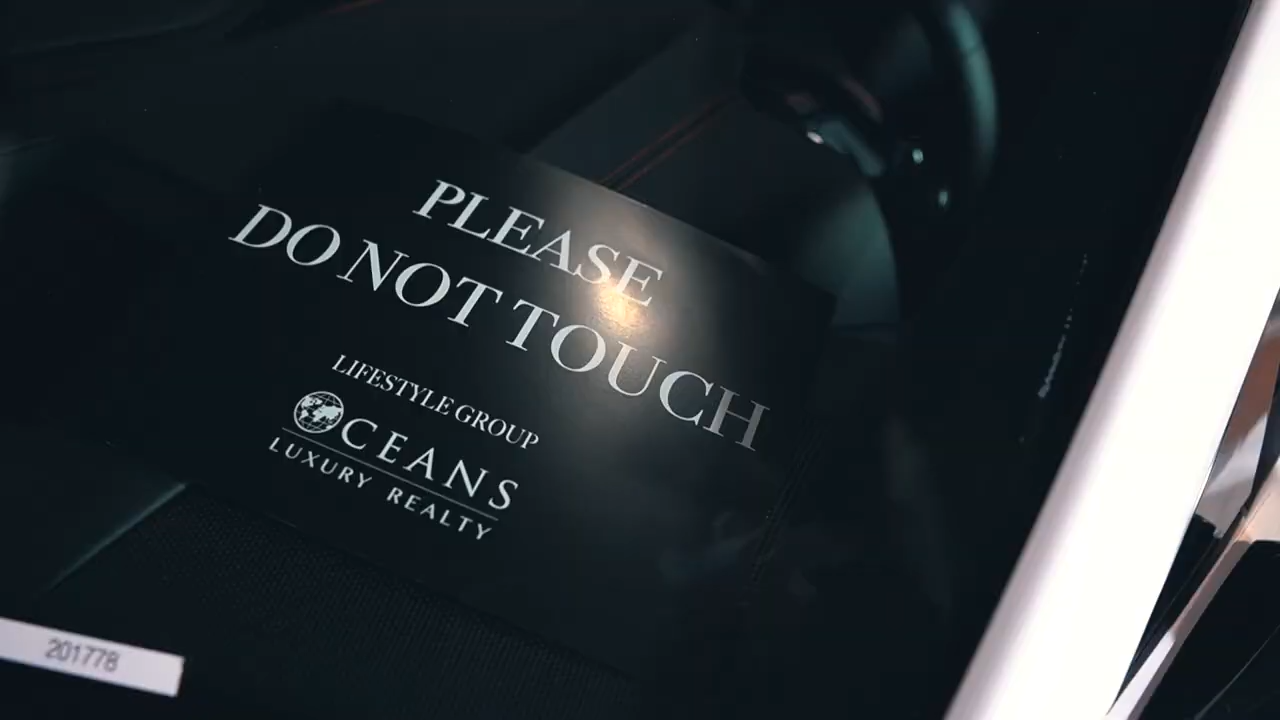 PLEASE
DO NOT TOUCH
LIFESTYLE GROUP
OCEANS
LUXURY REALTY
201778